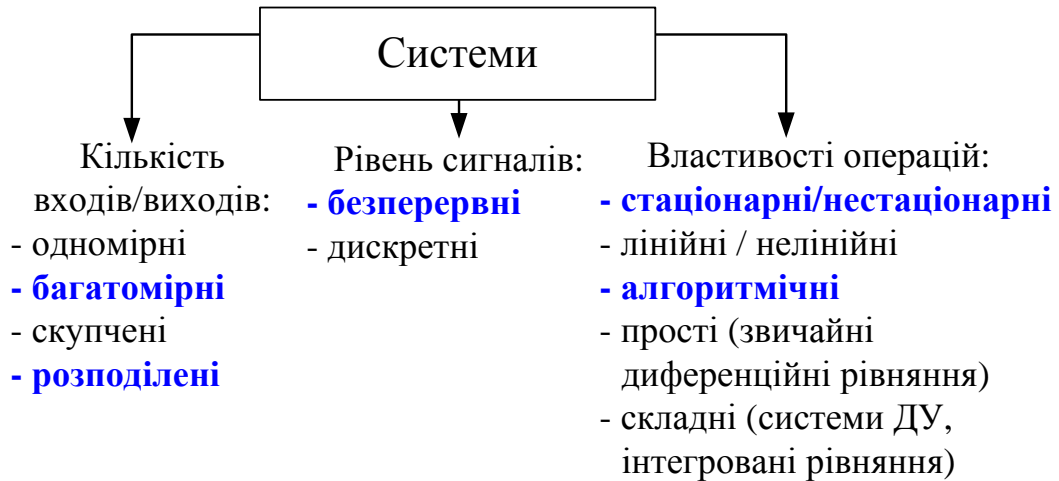 Системи
Кількість
входів/виходів:
- одномірні
- багатомірні
- скупчені
- розподілені
Рівень сигналів:
- безперервні
- дискретні
Властивості операцій:
- стаціонарні/нестаціонарні
- лінійні / нелінійні
- алгоритмічні
- прості (звичайні
диференційні рівняння)
- складні (системи ДУ,
інтегровані рівняння)